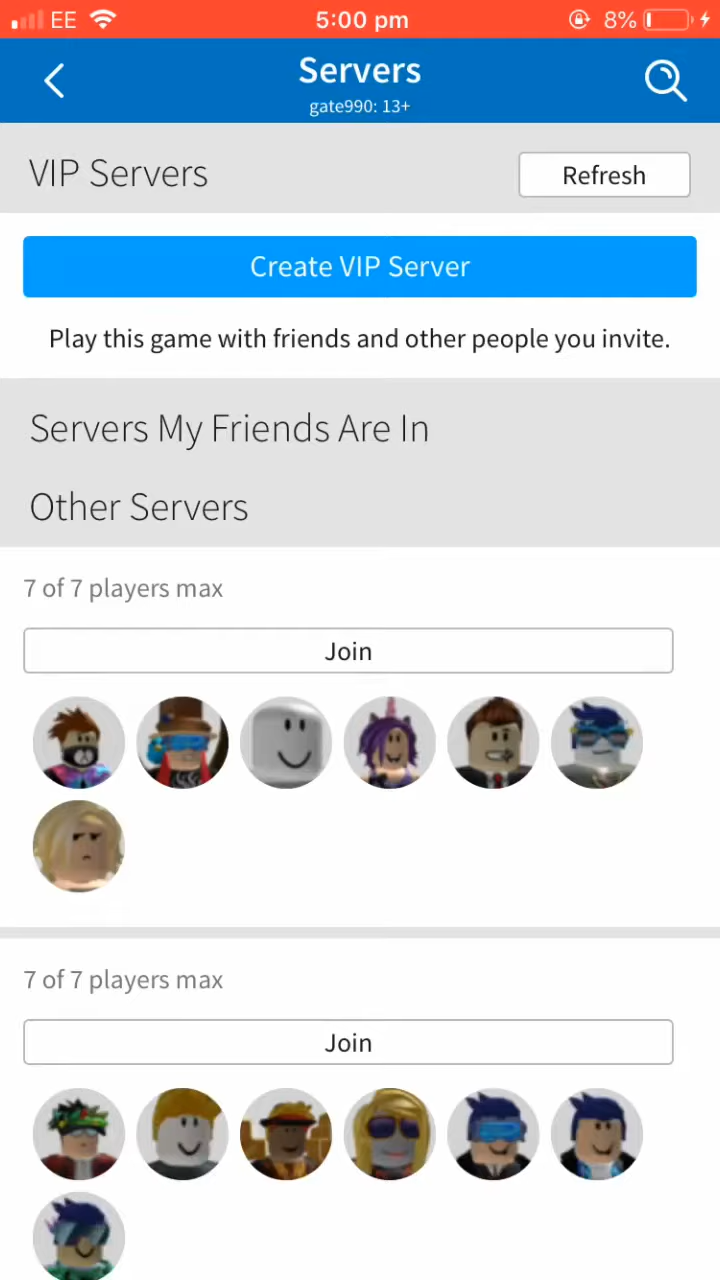 EE 5:00 pm 8%
Servers
gate990: 13+
VIP Servers Refresh
Create VIP Server
Play this game with friends and other people you invite.
Servers My Friends Are In
Other Servers
7 of 7 players max
Join
7 of 7 players max
Join